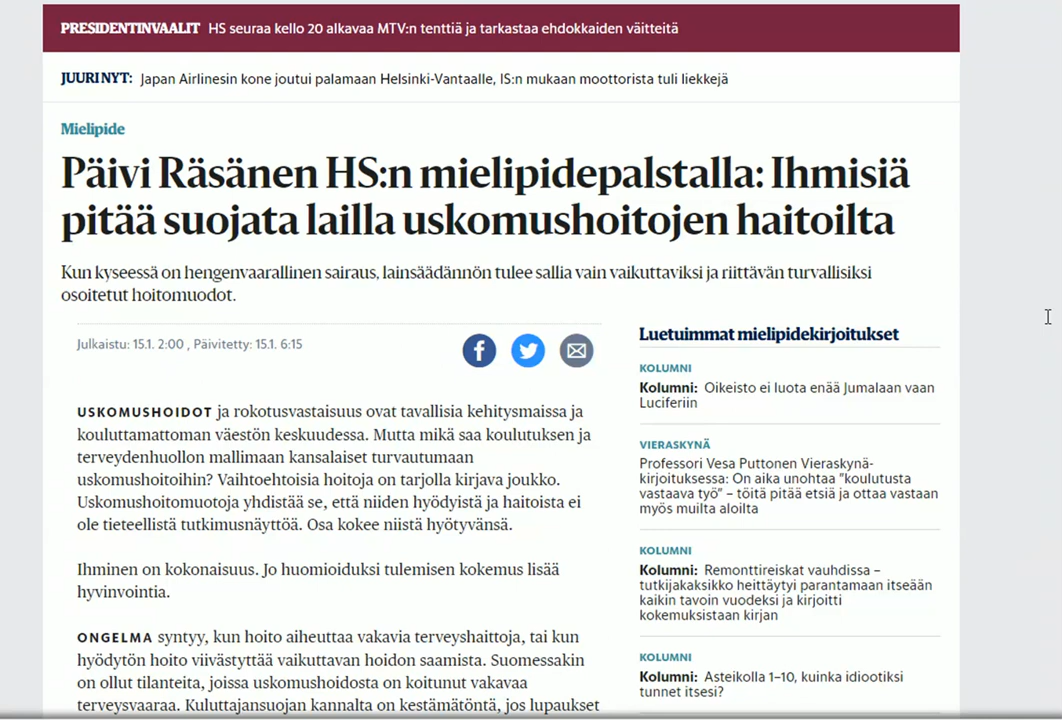 PRESIDENTINVAALIT HS seuraa kello 20 alkavaa MTV:n tenttiä ja tarkastaa ehdokkaiden väitteitä
JUURI NYT: Japan Airlinesin kone joutui palamaan Helsinki-Vantaalle, IS:n mukaan moottorista tuli liekkejä
Mielipide
Päivi Räsänen HS:n mielipidepalstalla: Ihmisiä
pitää suojata lailla uskomushoitojen haitoilta
Kun kyseessä on hengenvaarallinen sairaus, lainsäädännön tulee sallia vain vaikuttaviksi ja riittävän turvallisiksi
osoitetut hoitomuodot.
Julkaistu: 15.1. 2:00 , Päivitetty: 15.1. 6:15
USKOMUSHOIDOT ja rokotusvastaisuus ovat tavallisia kehitysmaissa ja
kouluttamattoman väestön keskuudessa. Mutta mikä saa koulutuksen ja
terveydenhuollon mallimaan kansalaiset turvautumaan
uskomushoitoihin? Vaihtoehtoisia hoitoja on tarjolla kirjava joukko.
Uskomushoitomuotoja yhdistää se, että niiden hyödyistä ja haitoista ei
ole tieteellistä tutkimusnäyttöä. Osa kokee niistä hyötyvänsä.
Ihminen on kokonaisuus. Jo huomioiduksi tulemisen kokemus lisää
hyvinvointia.
ONGELMA syntyy, kun hoito aiheuttaa vakavia terveyshaittoja, tai kun
hyödytön hoito viivästyttää vaikuttavan hoidon saamista. Suomessakin
on ollut tilanteita, joissa uskomushoidosta on koitunut vakavaa
terveysvaaraa. Kuluttajansuojan kannalta on kestämätöntä, jos lupaukset
Luetuimmat mielipidekirjoitukset
KOLUMNI
Kolumni: Oikeisto ei luota enää Jumalaan vaan
Luciferiin
VIERASKYNÄ
Professori Vesa Puttonen Vieraskynä-
kirjoituksessa: On aika unohtaa "koulutusta
vastaava työ" – töitä pitää etsiä ja ottaa vastaan
myös muilta aloilta
KOLUMNI
Kolumni: Remonttireiskat vauhdissa –
tutkijakaksikko heittäytyi parantamaan itseään
kaikin tavoin vuodeksi ja kirjoitti
kokemuksistaan kirjan
KOLUMNI
Kolumni: Asteikolla 1–10, kuinka idiootiksi
tunnet itsesi?